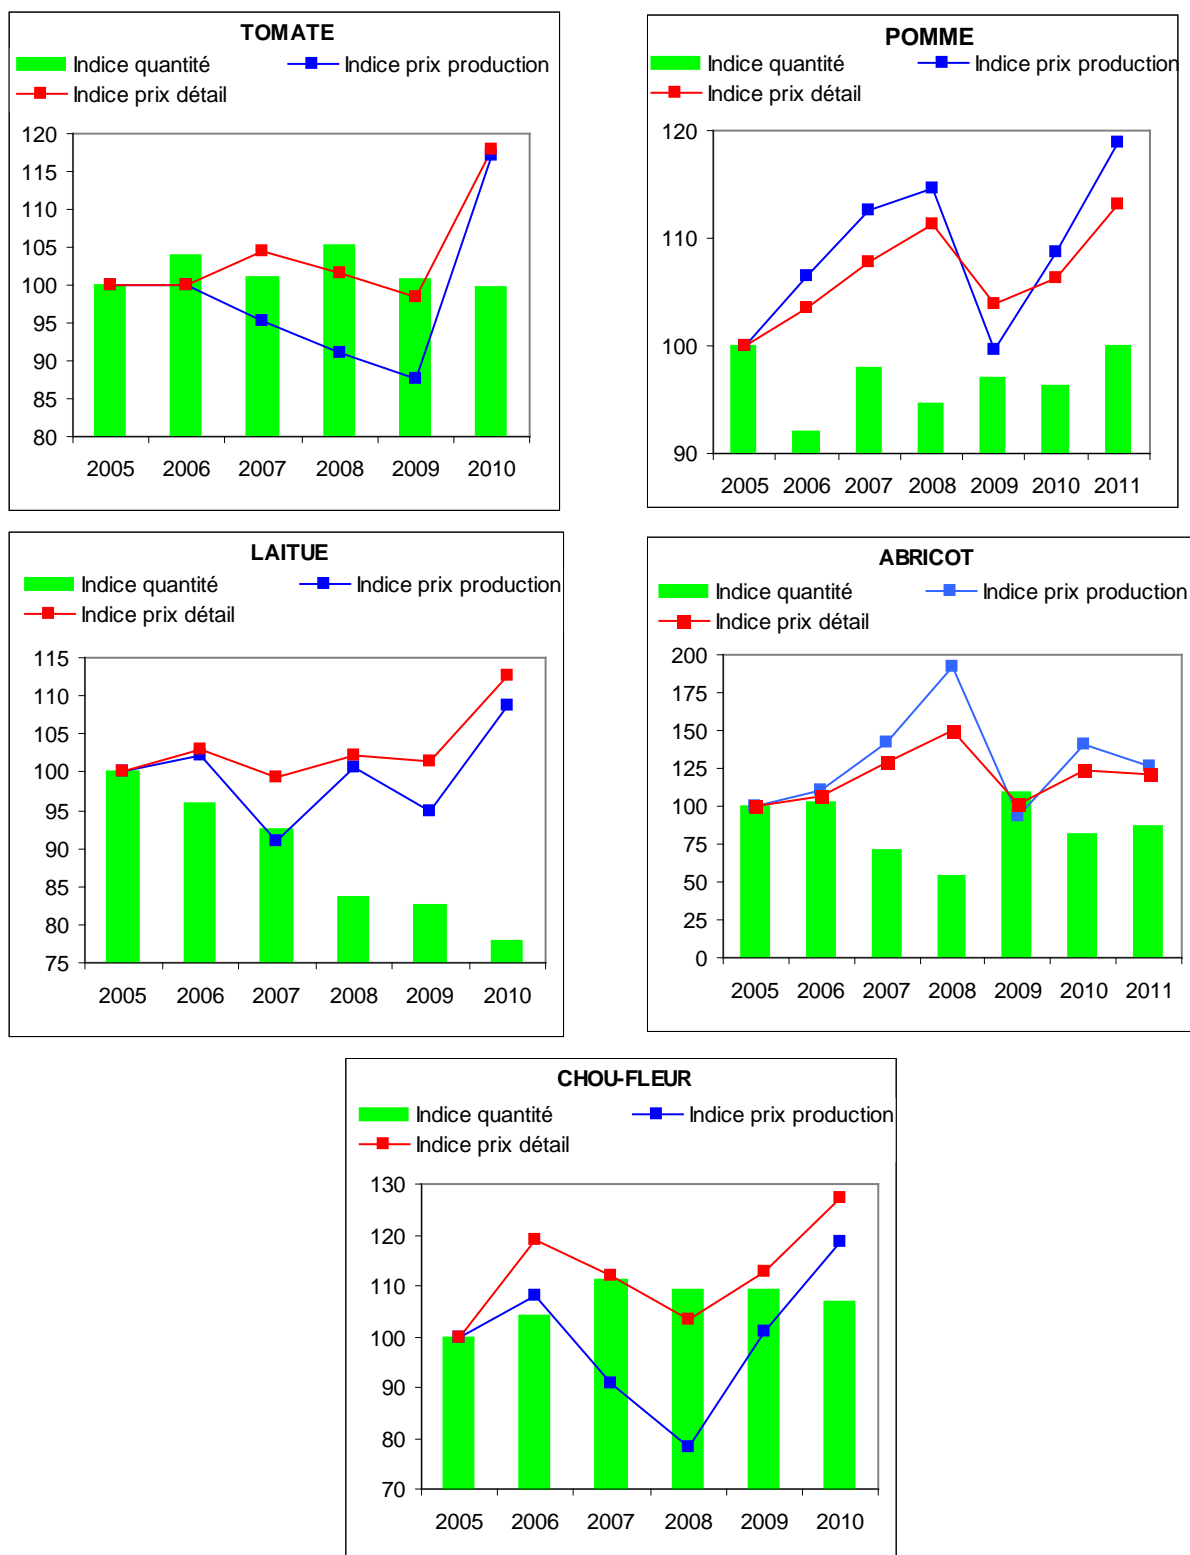 TOMATE
Indice quantité
Indice prix production
Indice prix détail
120
115
110
105
100
95
90
85
80
2005 2006 2007 2008 2009 2010
POMME
Indice quantité
Indice prix production
Indice prix détail
120
110
100
90
2005 2006 2007 2008 2009 2010 2011
LAITUE
Indice quantité
Indice prix production
Indice prix détail
115
110
105
100
95
90
85
80
75
2005 2006 2007 2008 2009 2010
ABRICOT
Indice quantité
Indice prix production
Indice prix détail
200
175
150
125
100
75
50
25
0
2005 2006 2007 2008 2009 2010 2011
CHOU-FLEUR
Indice quantité
Indice prix production
Indice prix détail
130
120
110
100
90
80
70
2005 2006 2007 2008 2009 2010